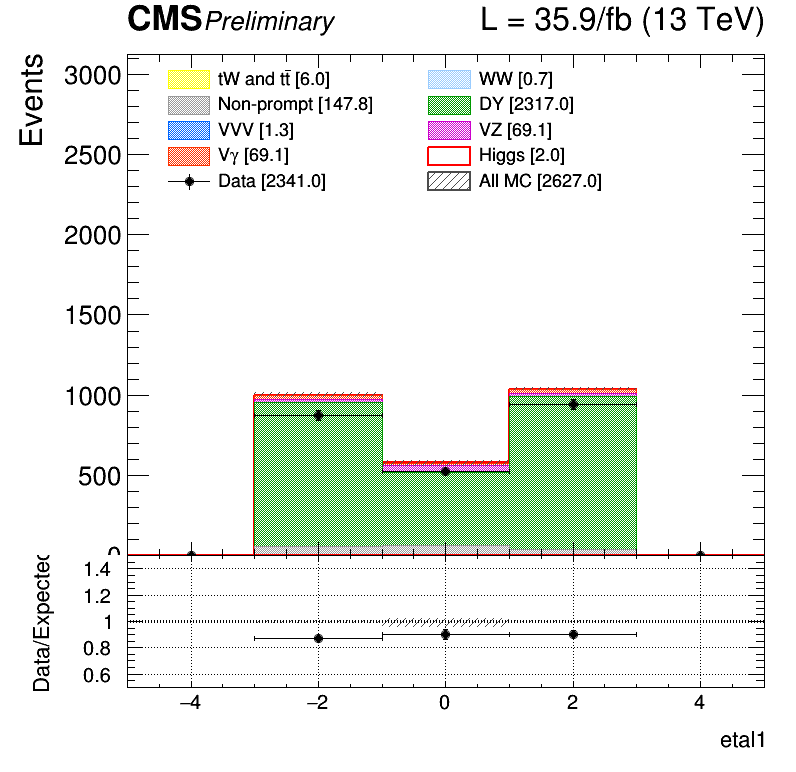 CMS Preliminary L = 35.9/fb (13 TeV)
Events
3000
2500
2000
1500
1000
500
0
tW and tt̄ [6.0]
WW [0.7]
Non-prompt [147.8]
DY [2317.0]
VVV [1.3]
VZ [69.1]
Vγ [69.1]
Higgs [2.0]
Data [2341.0]
All MC [2627.0]
Data/Expected
1.4
1.2
1
0.8
0.6
−4 −2 0 2 4
etal1